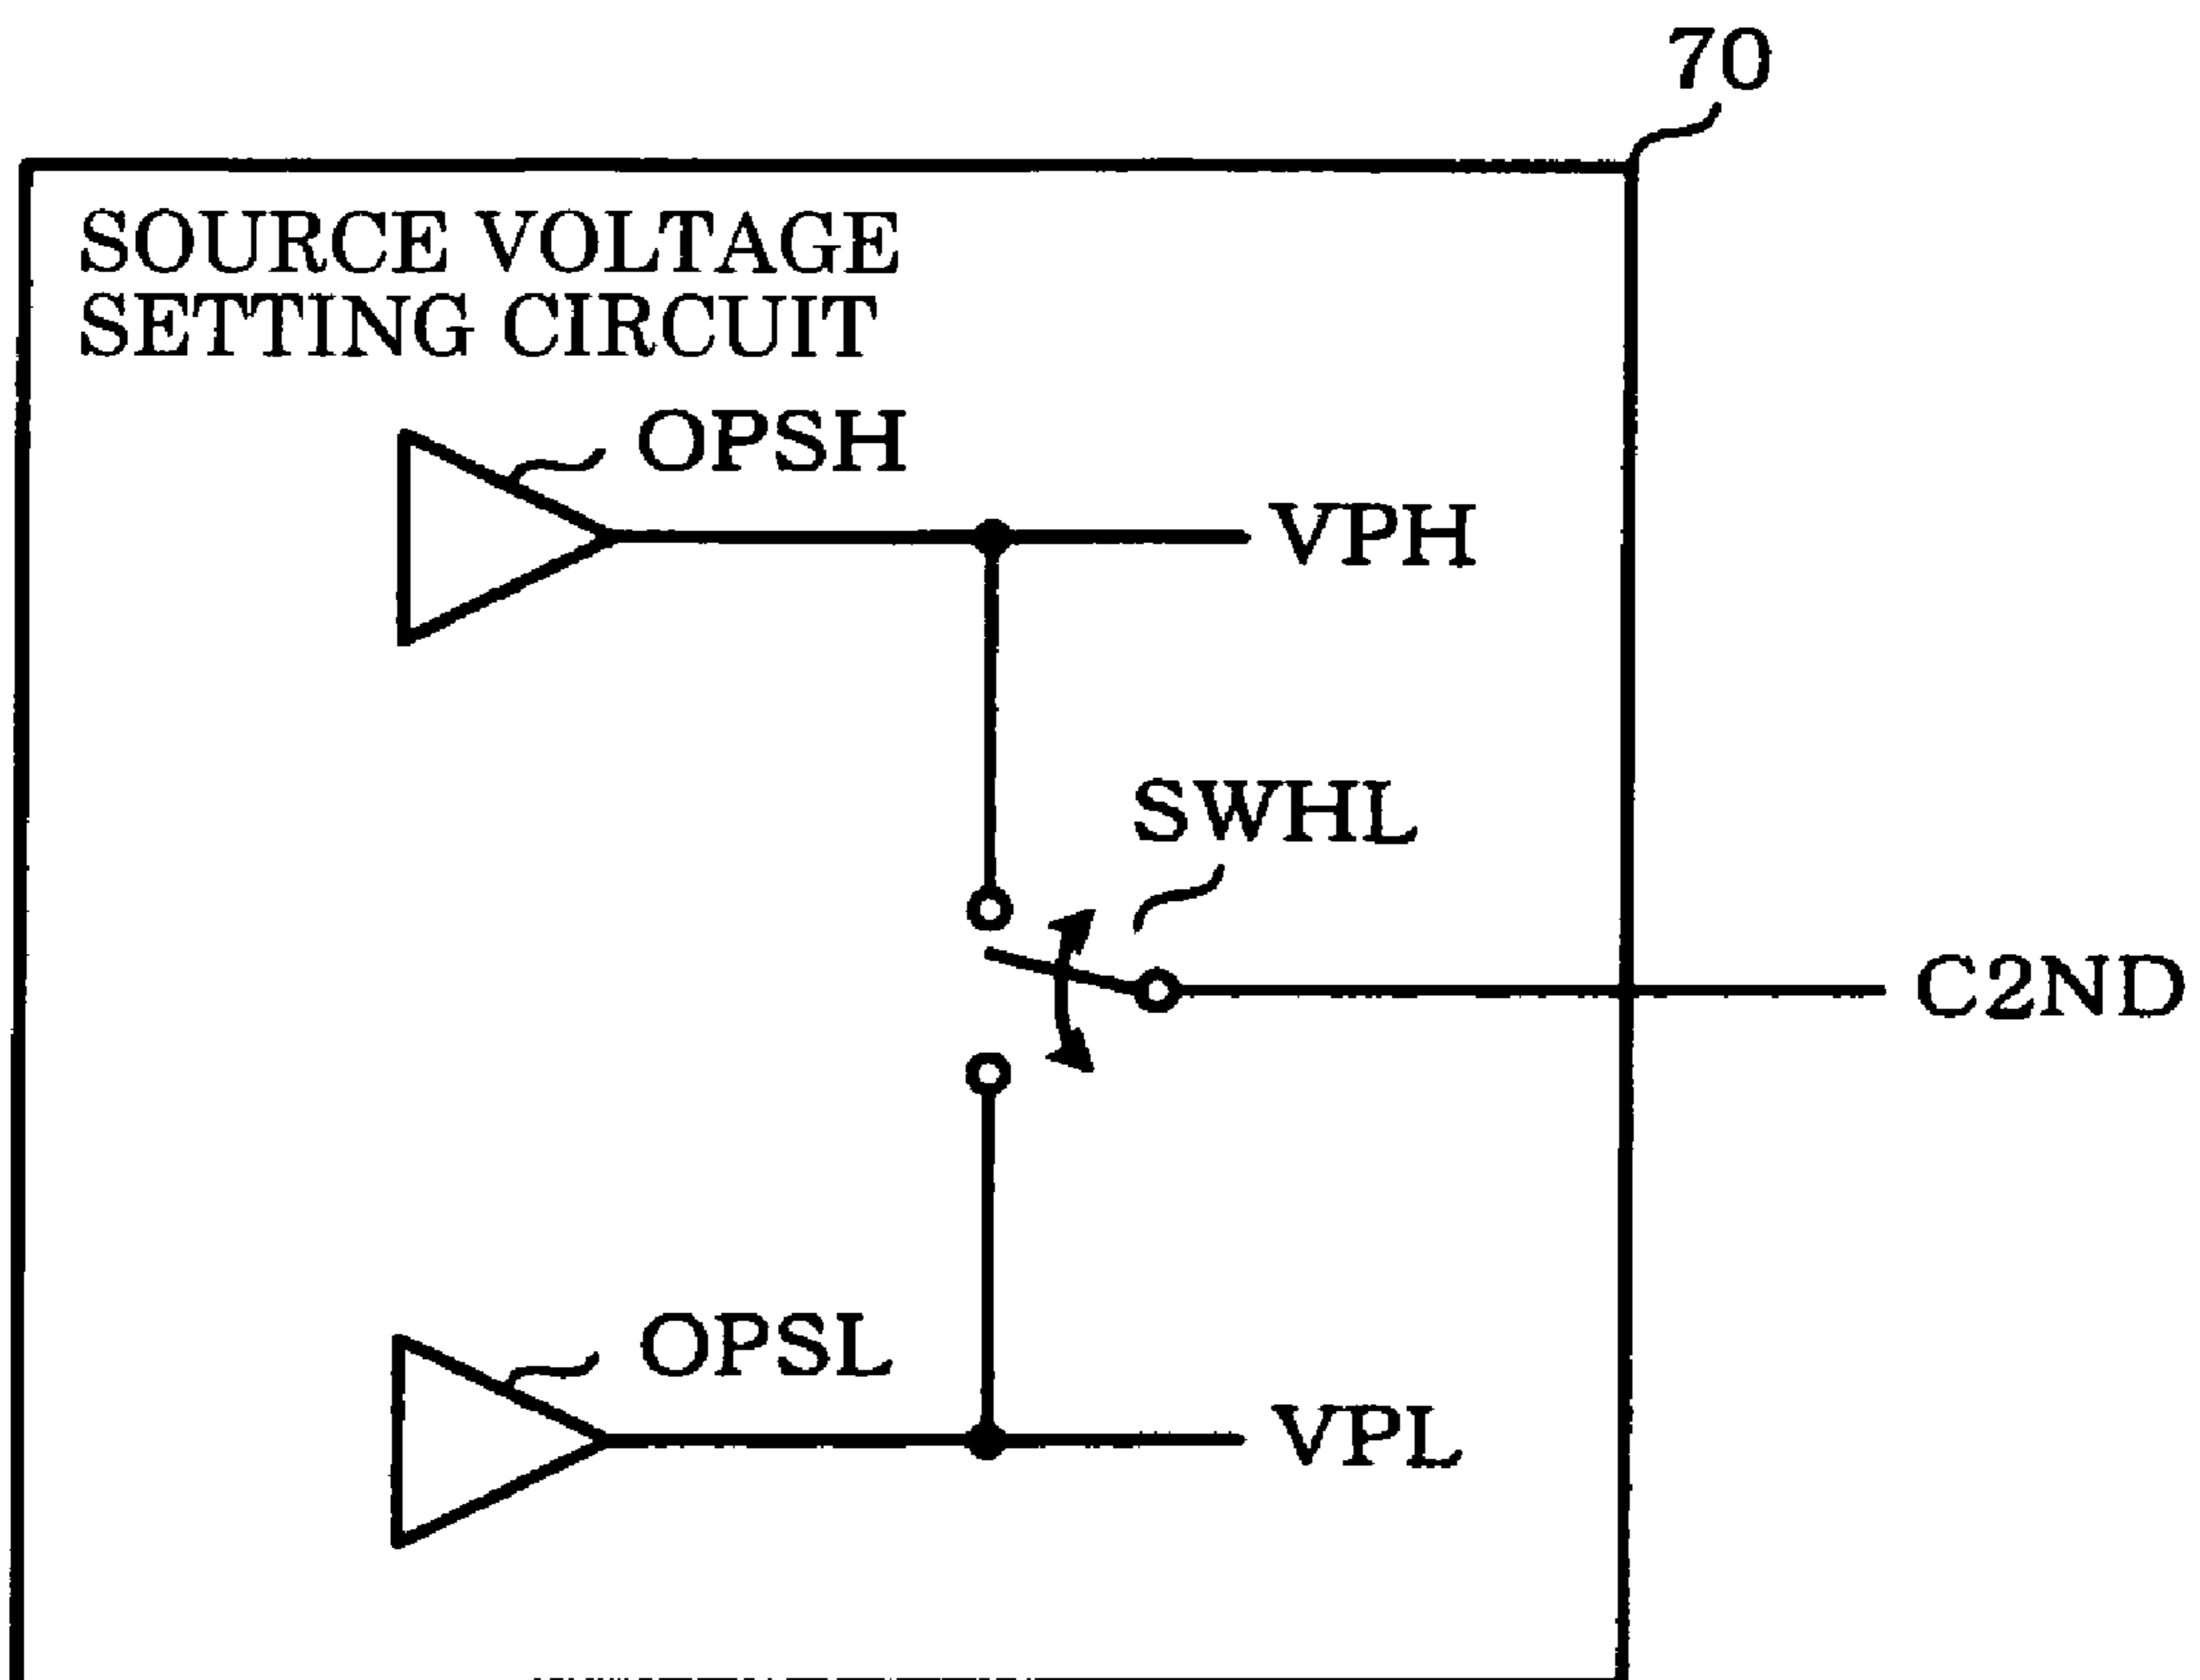 70
SOURCE VOLTAGE
SETTING CIRCUIT
OPSH
VPH
SWHL
C2ND
OPSL
VPL